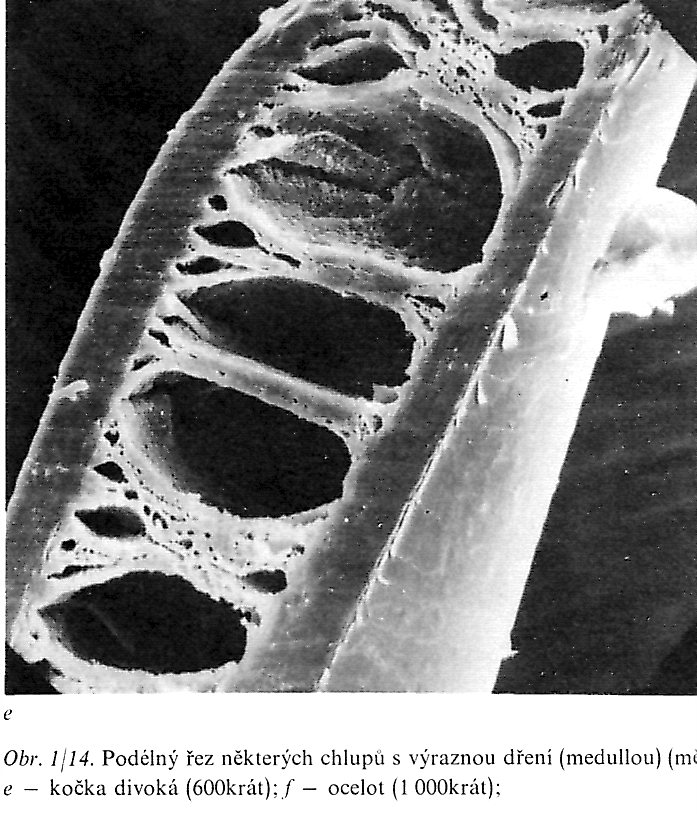 e
Obr. 1/14. Podélný řez některých chlupů s výraznou dření (medullou)
e — kočka divoká (600krát); f — ocelot (1 000krát);